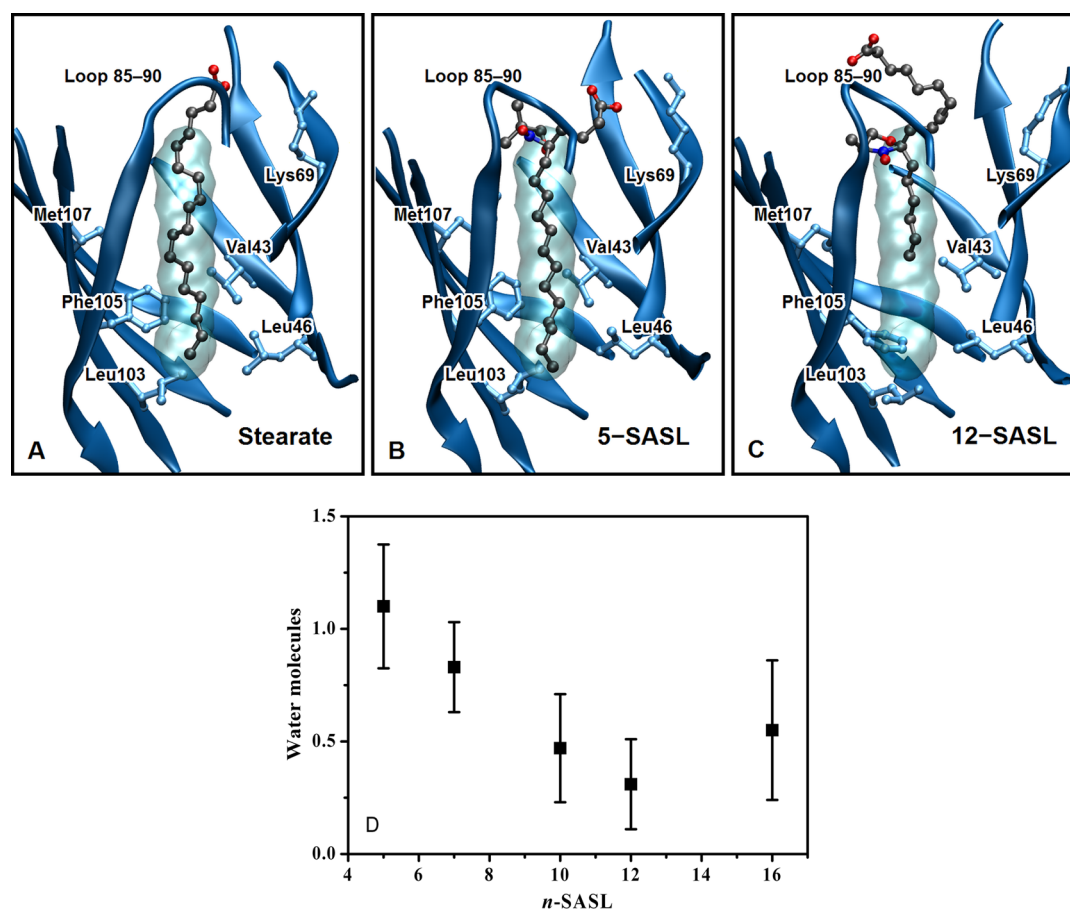 Loop 85–90
Lys69
Met107
Val43
Phe105
Leu46
Leu103
A
Stearate
Loop 85–90
Lys69
Met107
Val43
Phe105
Leu46
Leu103
B
5–SASL
Loop 85–90
Lys69
Met107
Val43
Phe105
Leu46
Leu103
C
12–SASL
1.5
1.0
0.5
0.0
Water molecules
D
4 6 8 10 12 14 16
n-SASL